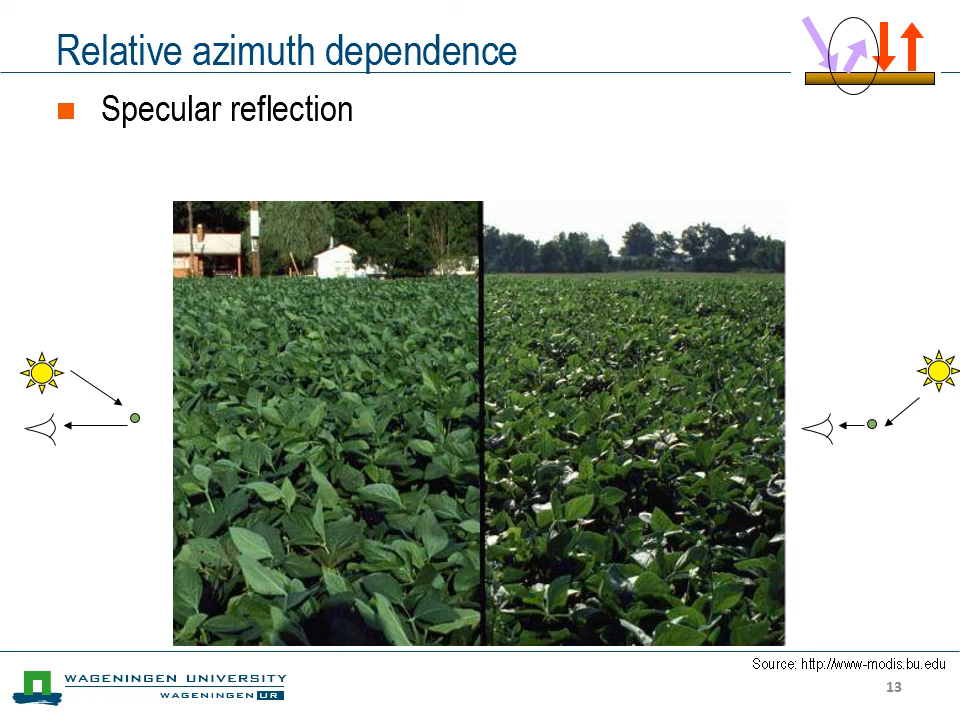 Relative azimuth dependence
Specular reflection
Source: http://www-modis.bu.edu
WAGENINGEN UNIVERSITY
WAGENINGEN UR
13